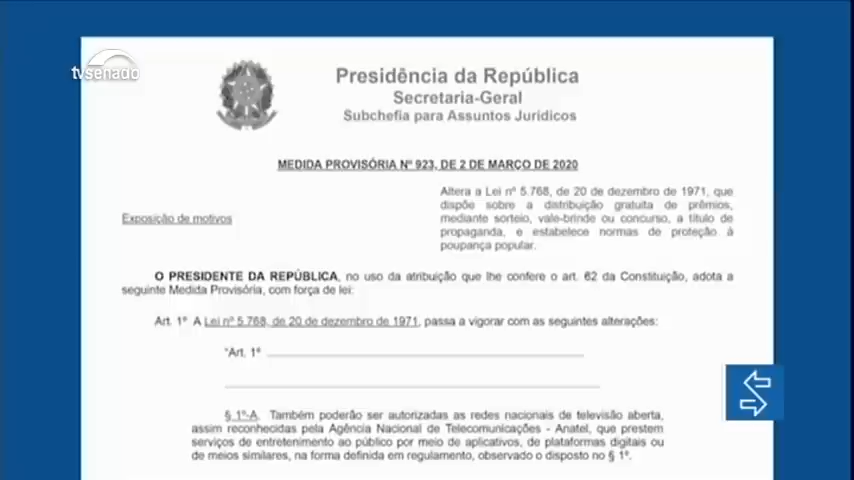 tvsenado
Presidência da República
Secretaria-Geral
Subchefia para Assuntos Jurídicos
MEDIDA PROVISÓRIA Nº 923, DE 2 DE MARÇO DE 2020
Altera a Lei nº 5.768, de 20 de dezembro de 1971, que
dispõe sobre a distribuição gratuita de prêmios,
mediante sorteio, vale-brinde ou concurso, a título de
propaganda, e estabelece normas de proteção à
poupança popular.
Exposição de motivos
O PRESIDENTE DA REPÚBLICA, no uso da atribuição que lhe confere o art. 62 da Constituição, adota a
seguinte Medida Provisória, com força de lei:
Art. 1º A Lei nº 5.768, de 20 de dezembro de 1971, passa a vigorar com as seguintes alterações:
"Art. 1º
§ 1º-A. Também poderão ser autorizadas as redes nacionais de televisão aberta,
assim reconhecidas pela Agência Nacional de Telecomunicações - Anatel, que prestem
serviços de entretenimento ao público por meio de aplicativos, de plataformas digitais ou
de meios similares, na forma definida em regulamento, observado o disposto no § 1º.